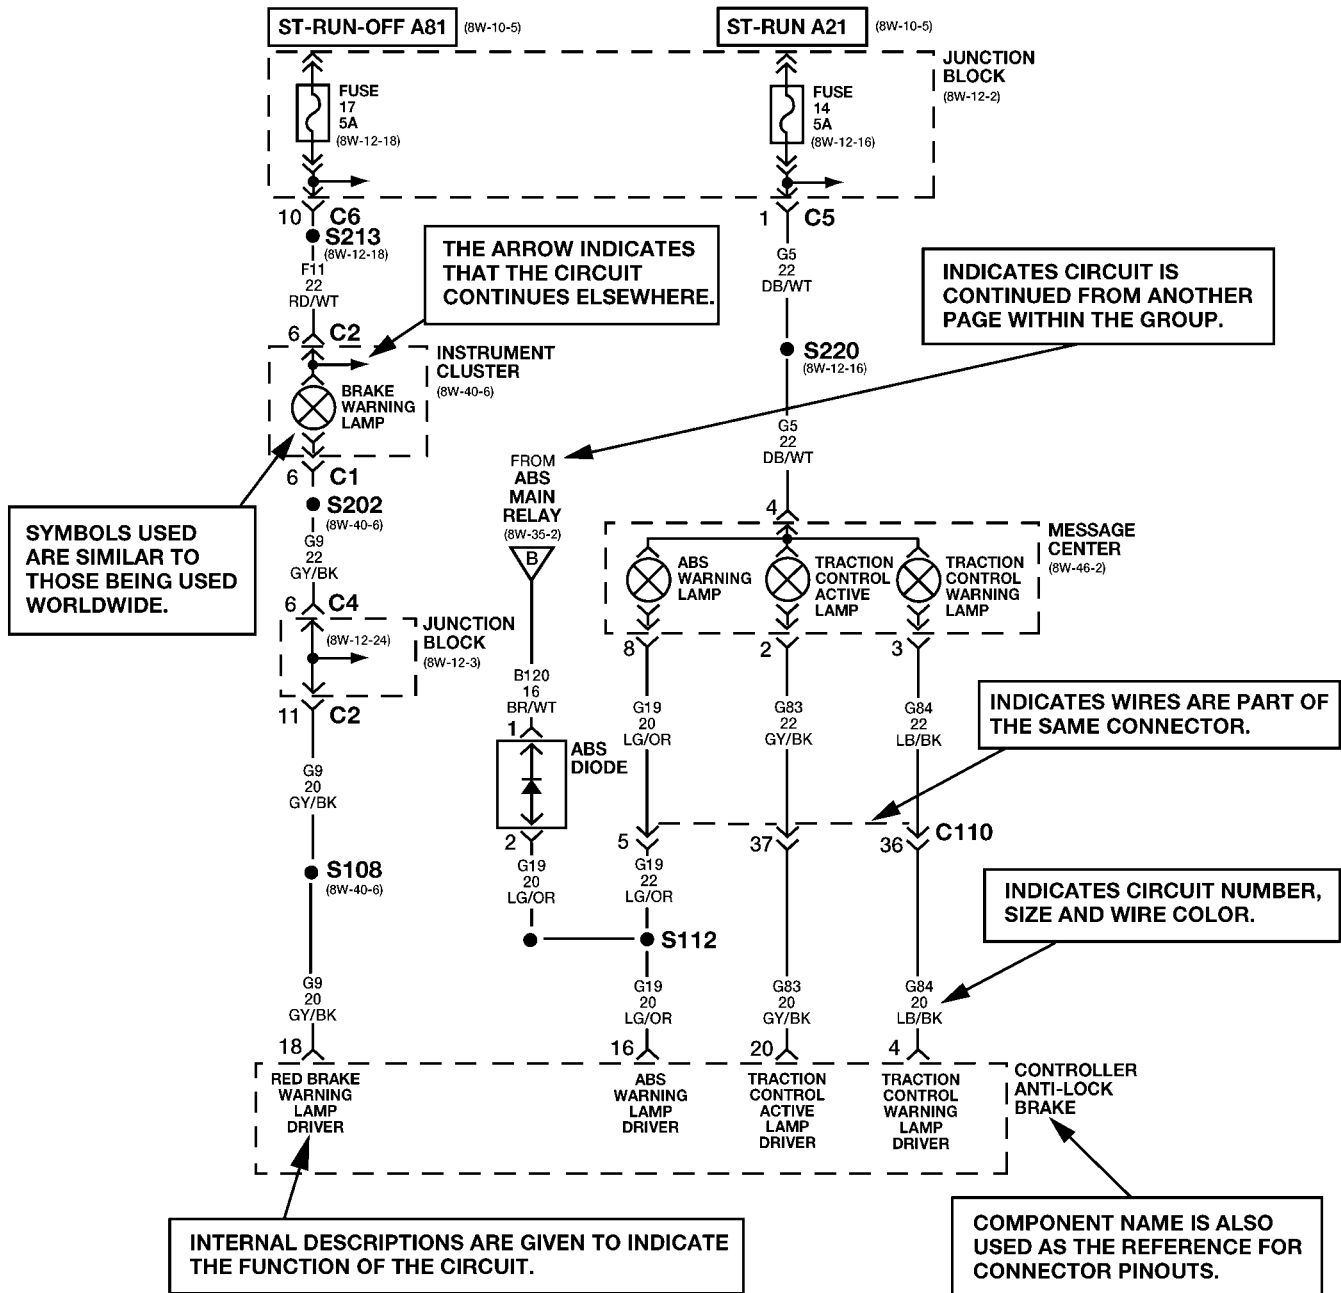 ST-RUN-OFF A81
(8W-10-5)
ST-RUN A21
(8W-10-5)
JUNCTION
BLOCK
(8W-12-2)
FUSE
17
5A
(8W-12-18)
FUSE
14
5A
(8W-12-16)
10
C6
S213
(8W-12-18)
F11
22
RD/WT
6
C2
1
C5
G5
22
DB/WT
S220
(8W-12-16)
G5
22
DB/WT
4
THE ARROW INDICATES
THAT THE CIRCUIT
CONTINUES ELSEWHERE.
INDICATES CIRCUIT IS
CONTINUED FROM ANOTHER
PAGE WITHIN THE GROUP.
INSTRUMENT
CLUSTER
(8W-40-6)
BRAKE
WARNING
LAMP
6
C1
S202
(8W-40-6)
G9
22
GY/BK
6
C4
SYMBOLS USED
ARE SIMILAR TO
THOSE BEING USED
WORLDWIDE.
(8W-12-24)
JUNCTION
BLOCK
(8W-12-3)
11
C2
G9
20
GY/BK
S108
(8W-40-6)
G9
20
GY/BK
18
FROM
ABS
MAIN
RELAY
(8W-35-2)
B
B120
16
BR/WT
1
ABS
DIODE
2
G19
20
LG/OR
MESSAGE
CENTER
(8W-46-2)
ABS
WARNING
LAMP
TRACTION
CONTROL
ACTIVE
LAMP
TRACTION
CONTROL
WARNING
LAMP
8
2
3
G19
20
LG/OR
G83
22
GY/BK
G84
22
LB/BK
INDICATES WIRES ARE PART OF
THE SAME CONNECTOR.
5
37
36
C110
G19
22
LG/OR
S112
INDICATES CIRCUIT NUMBER,
SIZE AND WIRE COLOR.
G19
20
LG/OR
G83
20
GY/BK
G84
20
LB/BK
16
20
4
RED BRAKE
WARNING
LAMP
DRIVER
ABS
WARNING
LAMP
DRIVER
TRACTION
CONTROL
ACTIVE
LAMP
DRIVER
TRACTION
CONTROL
WARNING
LAMP
DRIVER
CONTROLLER
ANTI-LOCK
BRAKE
INTERNAL DESCRIPTIONS ARE GIVEN TO INDICATE
THE FUNCTION OF THE CIRCUIT.
COMPONENT NAME IS ALSO
USED AS THE REFERENCE FOR
CONNECTOR PINOUTS.